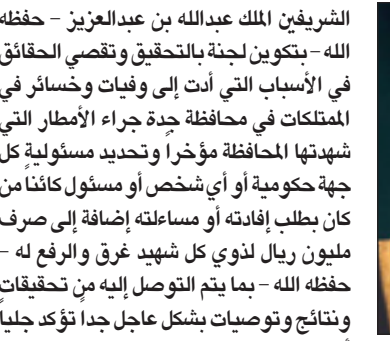 الشريفين الملك عبدالله بن عبدالعزيز – حفظه
الله – بتكوين لجنة بالتحقيق وتقصي الحقائق
في الأسباب التي أدت إلى وفيات وخسائر في
الممتلكات في محافظة جدة جراء الأمطار التي
شهدتها المحافظة مؤخراً وتحديد مسئولية كل
جهة حكومية أو أي شخص أو مسئول كائنا من
كان بطلب إفادته أو مساءلته إضافة إلى صرف
مليون ريال لذوي كل شهيد غرق والرفع له –
حفظه الله – بما يتم التوصل إليه من تحقيقات
ونتائج وتوصيات بشكل عاجل جدا تؤكد جلياً